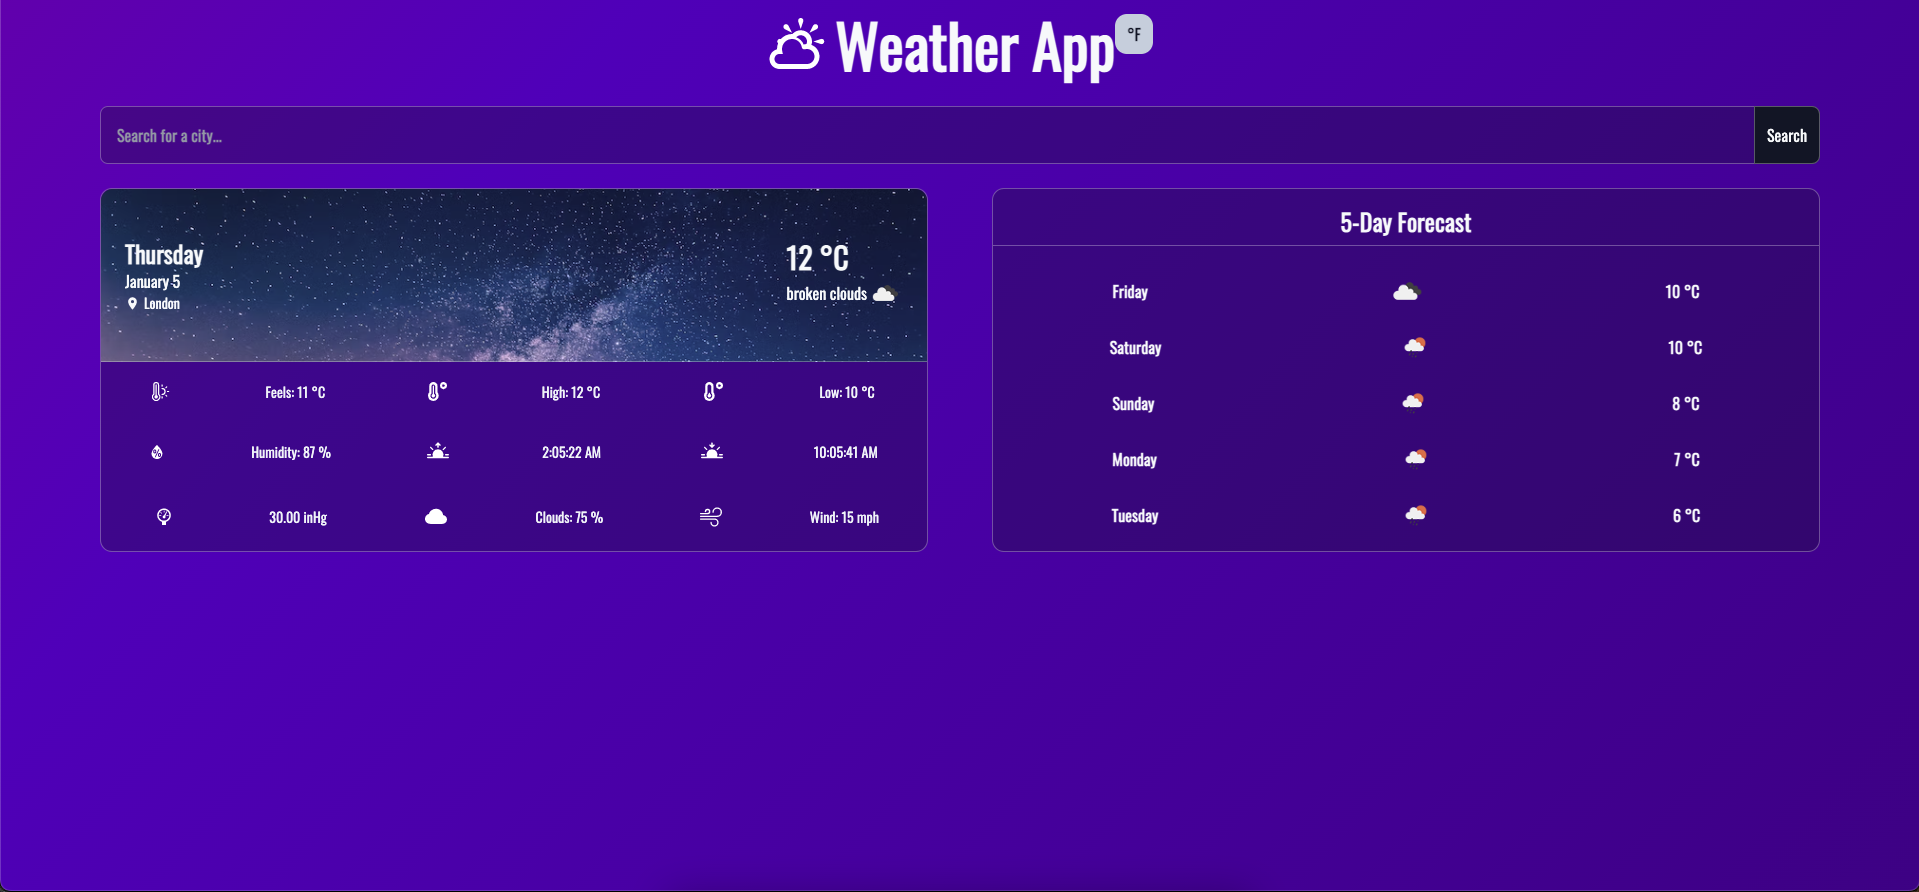 Weather App
°F
Search for a city...
Search
Thursday
January 5
London
12 °C
broken clouds
Feels: 11 °C
High: 12 °C
Low: 10 °C
Humidity: 87 %
2:05:22 AM
10:05:41 AM
30.00 inHg
Clouds: 75 %
Wind: 15 mph
5-Day Forecast
Friday
10 °C
Saturday
10 °C
Sunday
8 °C
Monday
7 °C
Tuesday
6 °C